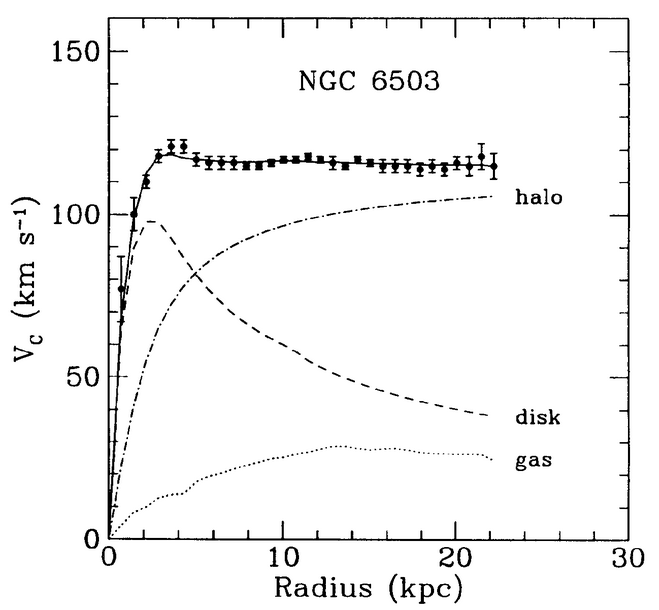 150
NGC 6503
halo
100
V_c (km s⁻¹)
50
disk
gas
0
0 10 20 30
Radius (kpc)